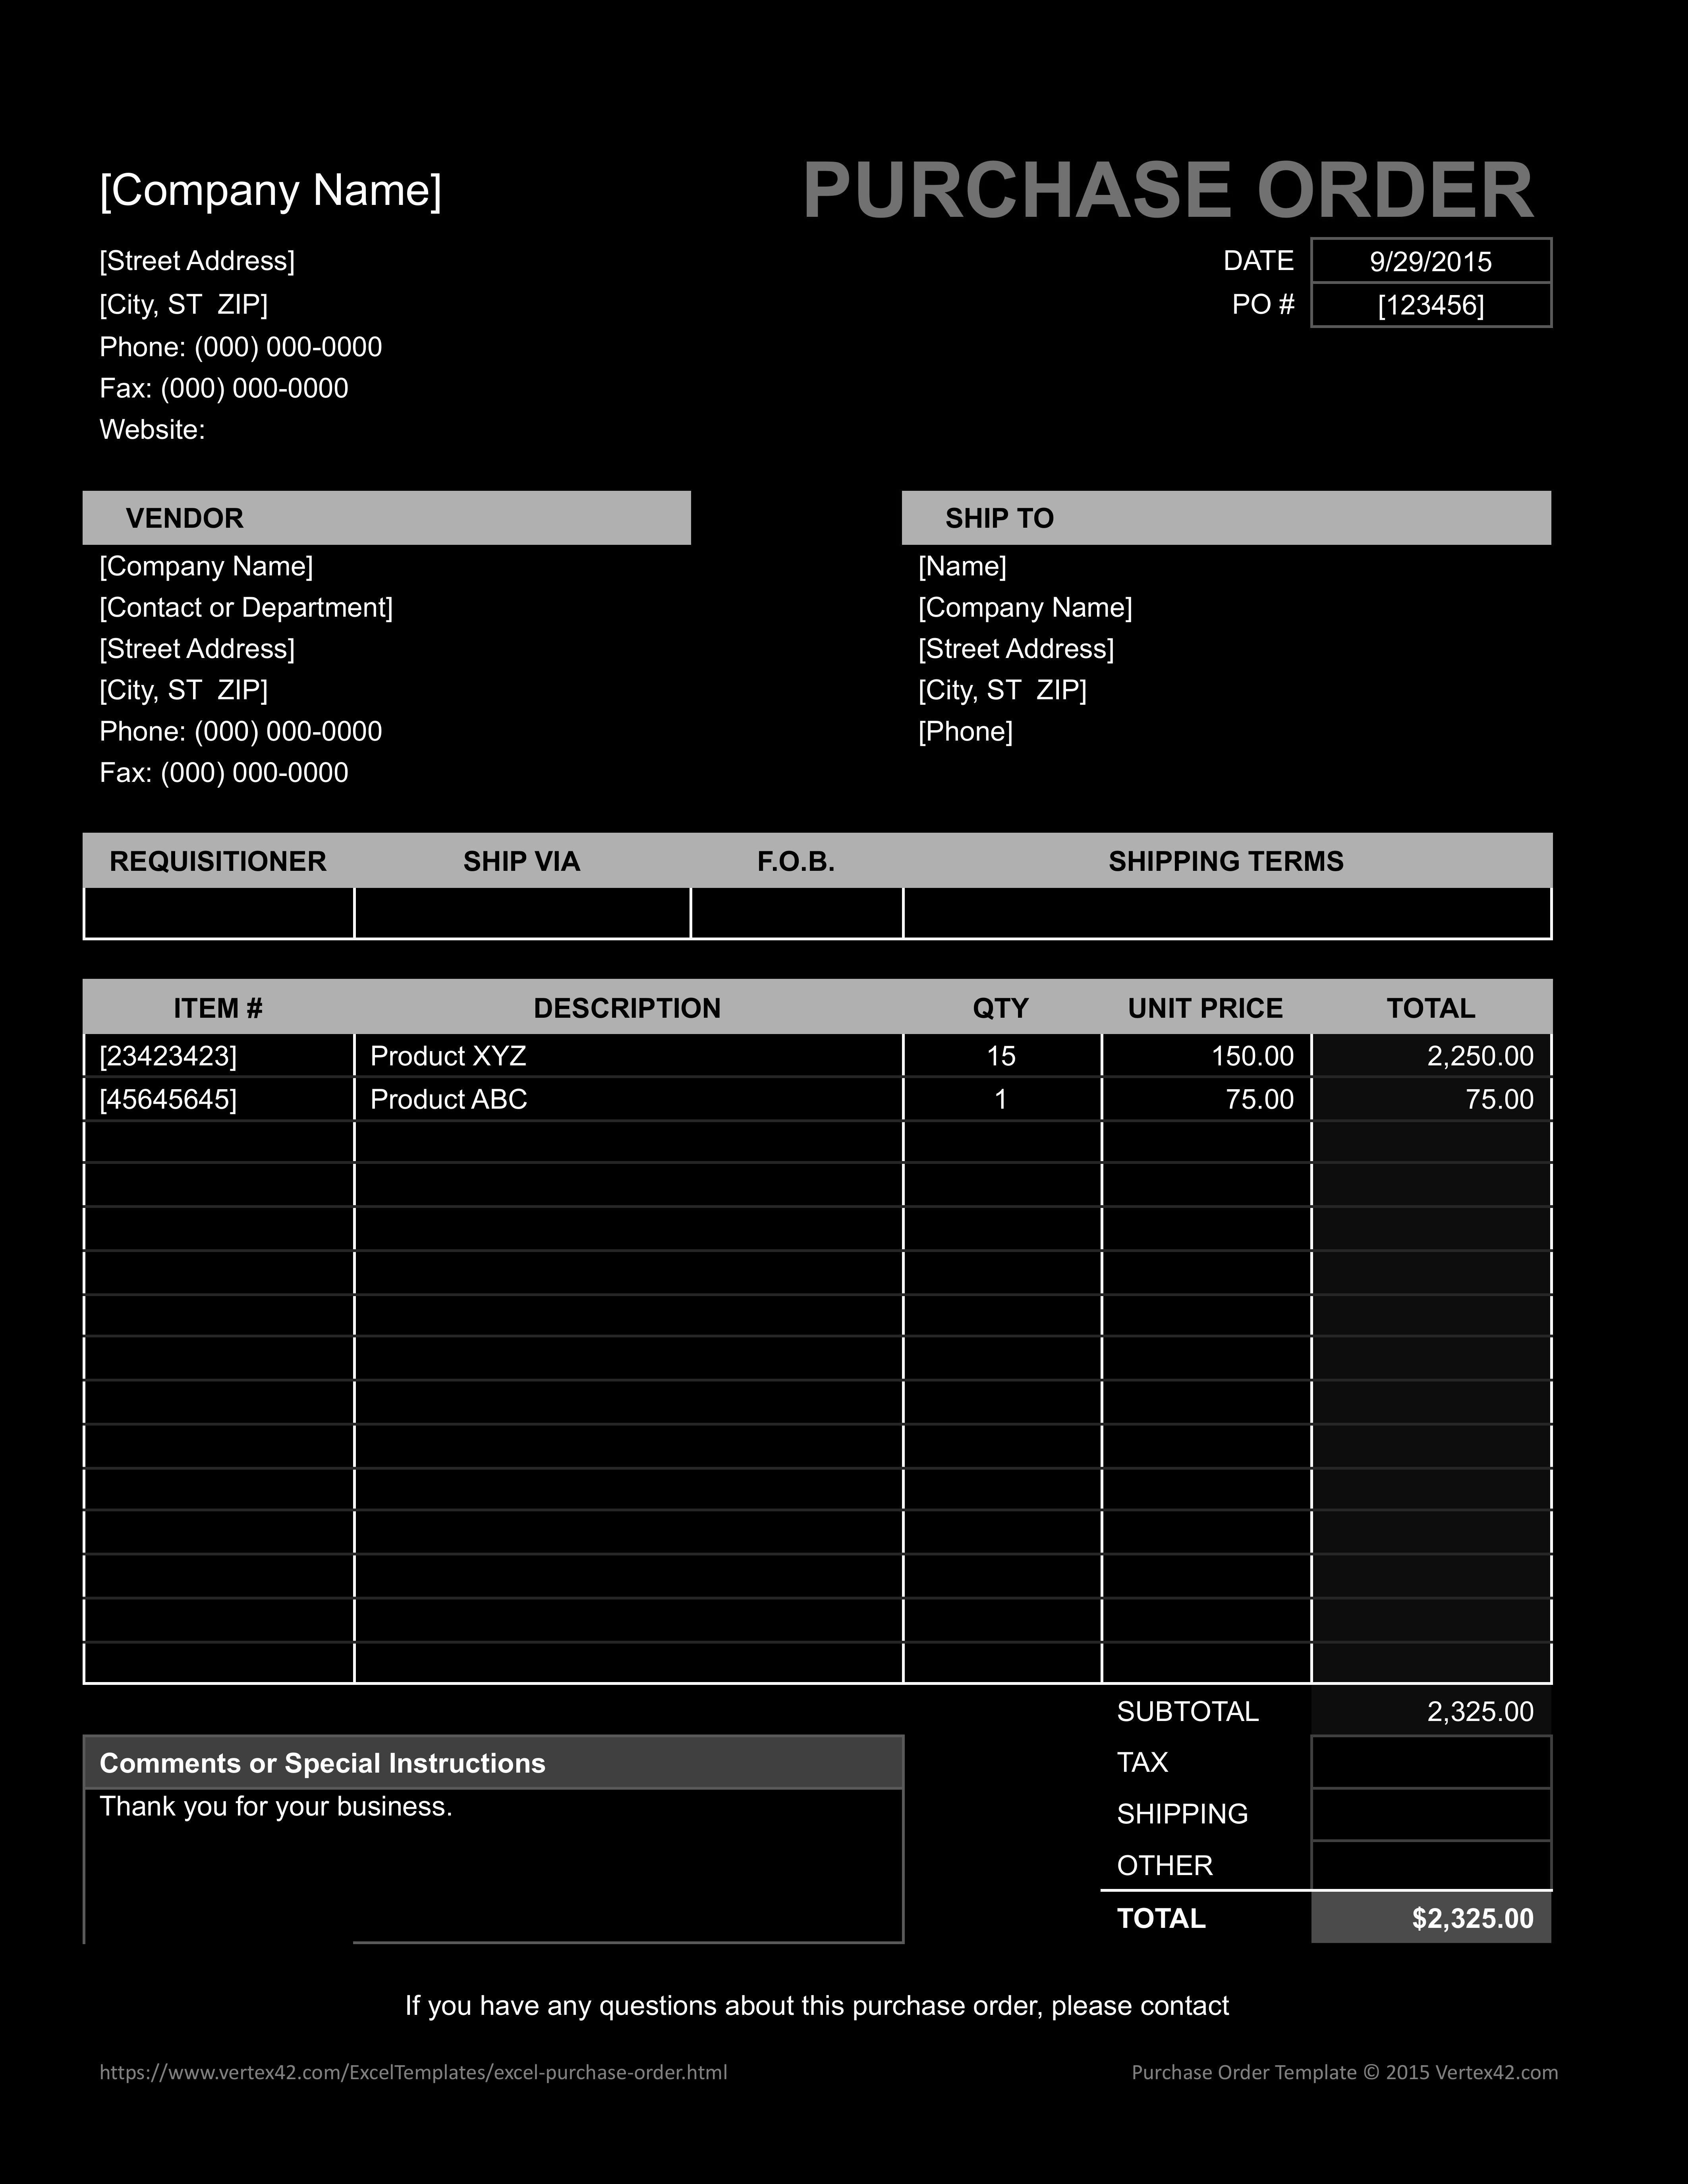 [Company Name]
PURCHASE ORDER
[Street Address]
DATE 9/29/2015
[City, ST  ZIP]
PO # [123456]
Phone: (000) 000-0000
Fax: (000) 000-0000
Website:
VENDOR
[Company Name]
[Contact or Department]
[Street Address]
[City, ST  ZIP]
Phone: (000) 000-0000
Fax: (000) 000-0000
SHIP TO
[Name]
[Company Name]
[Street Address]
[City, ST  ZIP]
[Phone]
REQUISITIONER SHIP VIA F.O.B. SHIPPING TERMS
ITEM # DESCRIPTION QTY UNIT PRICE TOTAL
[23423423] Product XYZ 15 150.00 2,250.00
[45645645] Product ABC 1 75.00 75.00
SUBTOTAL 2,325.00
TAX
SHIPPING
OTHER
TOTAL $2,325.00
Comments or Special Instructions
Thank you for your business.
If you have any questions about this purchase order, please contact
https://www.vertex42.com/ExcelTemplates/excel-purchase-order.html
Purchase Order Template © 2015 Vertex42.com